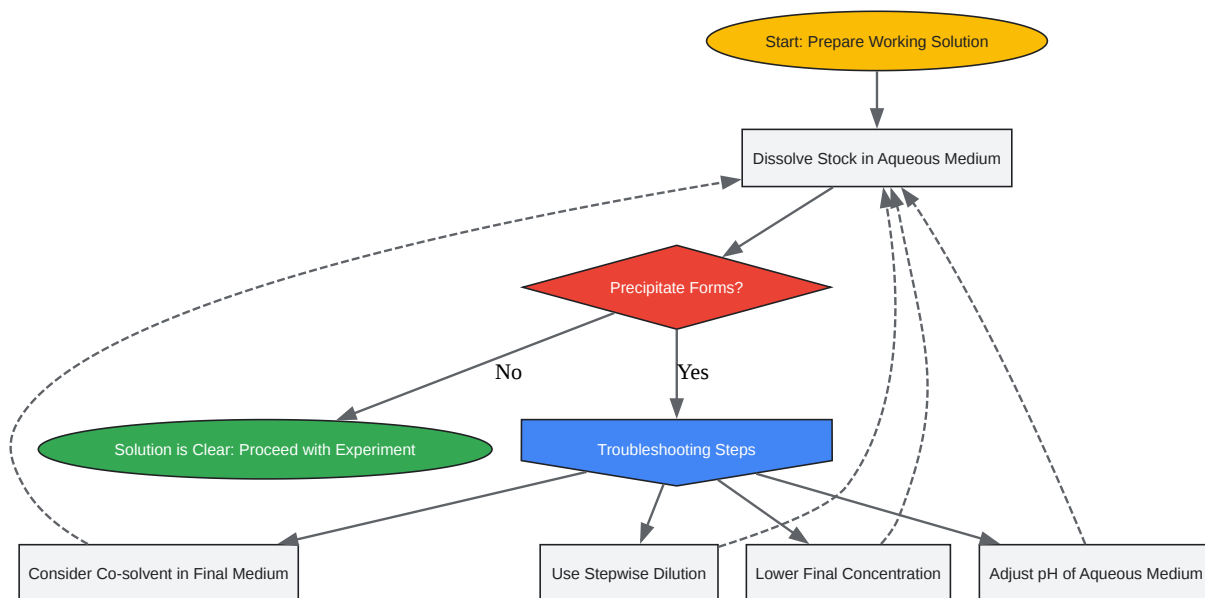 Start: Prepare Working Solution
Dissolve Stock in Aqueous Medium
Precipitate Forms?
No
Yes
Solution is Clear: Proceed with Experiment
Troubleshooting Steps
Consider Co-solvent in Final Medium
Use Stepwise Dilution
Lower Final Concentration
Adjust pH of Aqueous Medium